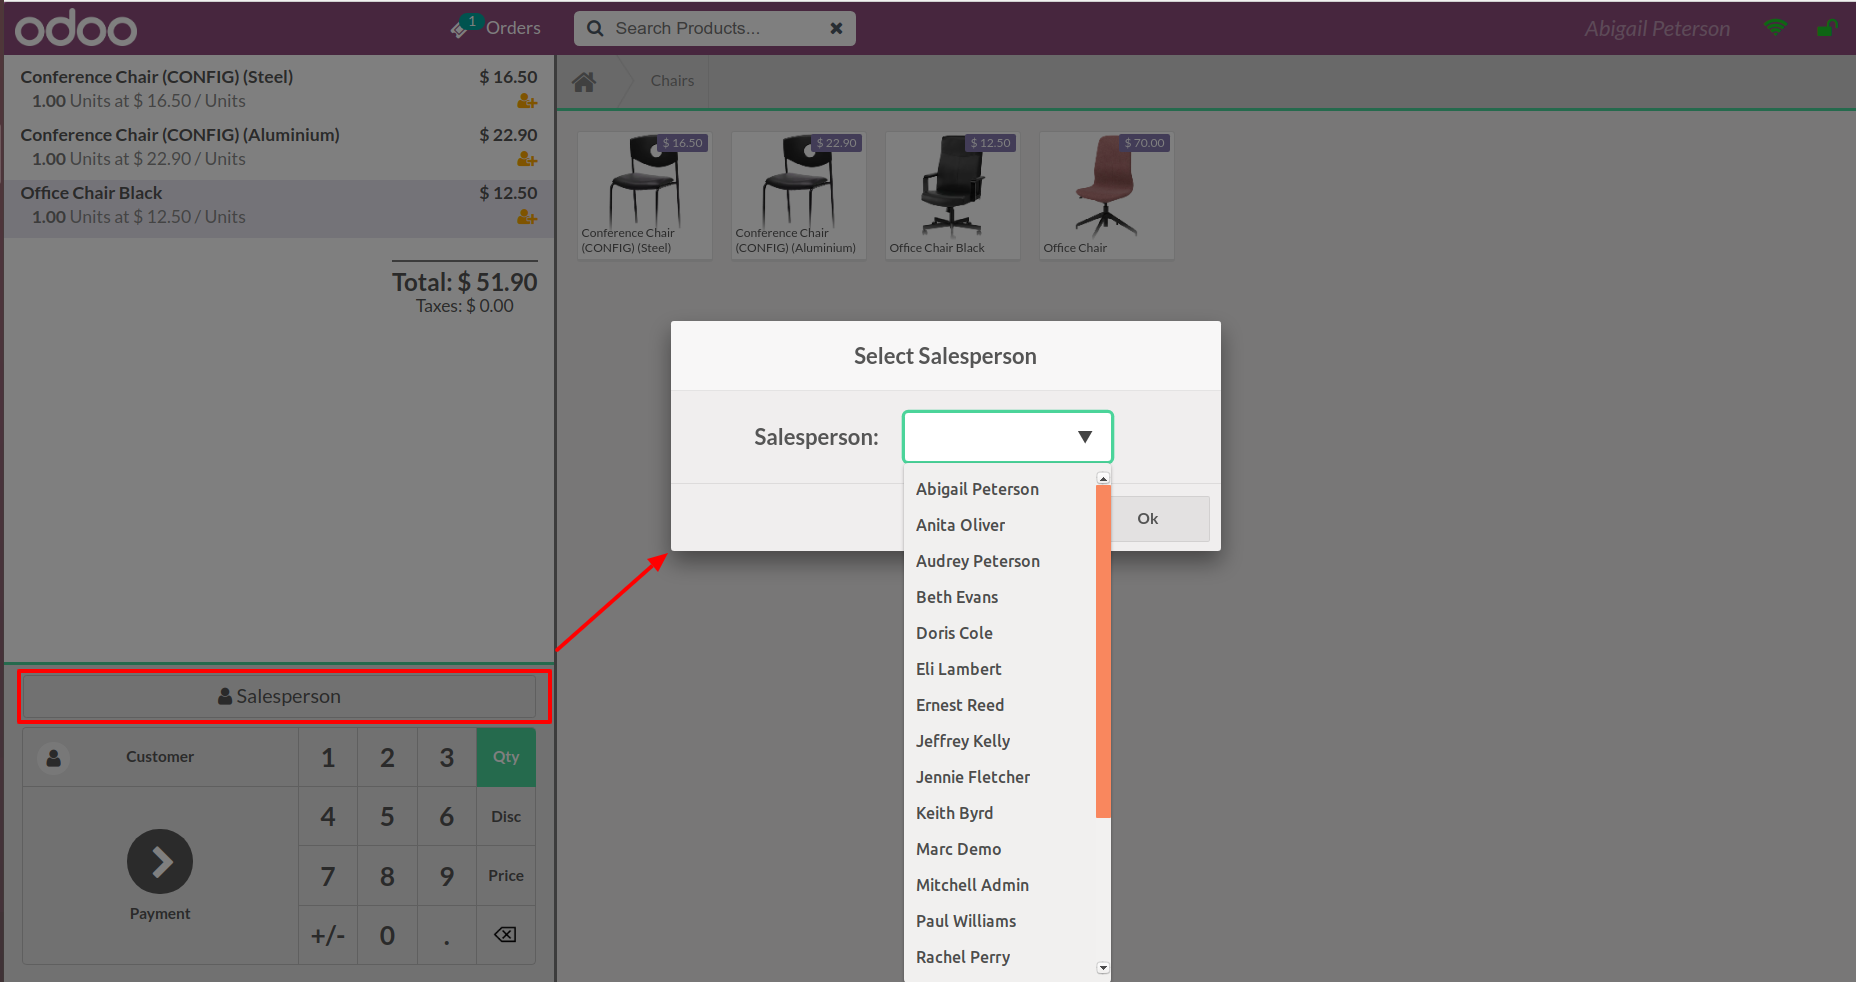 odoo
1
Orders
Search Products...
Abigail Peterson
Conference Chair (CONFIG) (Steel) $ 16.50
1.00 Units at $ 16.50 / Units
Conference Chair (CONFIG) (Aluminium) $ 22.90
1.00 Units at $ 22.90 / Units
Office Chair Black $ 12.50
1.00 Units at $ 12.50 / Units
Total: $ 51.90
Taxes: $ 0.00
Chairs
$ 16.50
Conference Chair
(CONFIG) (Steel)
$ 22.90
Conference Chair
(CONFIG) (Aluminium)
$ 12.50
Office Chair Black
$ 70.00
Office Chair
Select Salesperson
Salesperson:
Abigail Peterson
Anita Oliver
Audrey Peterson
Beth Evans
Doris Cole
Eli Lambert
Ernest Reed
Jeffrey Kelly
Jennie Fletcher
Keith Byrd
Marc Demo
Mitchell Admin
Paul Williams
Rachel Perry
Ok
Salesperson
Customer
Payment
1 2 3 Qty
4 5 6 Disc
7 8 9 Price
+/- 0 .